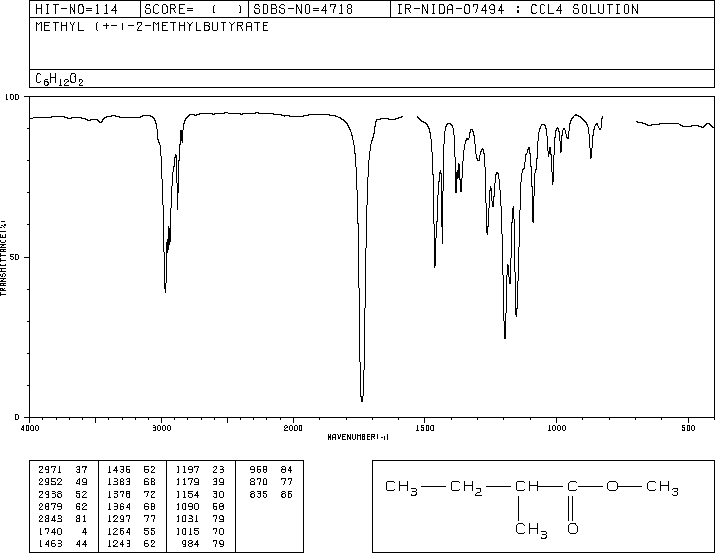 HIT-NO=114 SCORE= ( ) SDBS-NO=4718 IR-NIDA-07494 : CCL4 SOLUTION
METHYL (+-)-2-METHYLBUTYRATE
C6H12O2
100
50
0
TRANSMITTANCE(%)
4000 3000 2000 1500 1000 500
WAVENUMBER(-1)
2971 37 1436 52 1197 23 968 84
2952 49 1383 68 1179 39 870 77
2938 52 1378 72 1154 30 835 86
2879 62 1364 68 1090 58
2843 81 1297 77 1031 79
1740 4 1264 55 1015 70
1463 44 1243 62 984 79
CH3 CH2 CH C O CH3
CH3 O